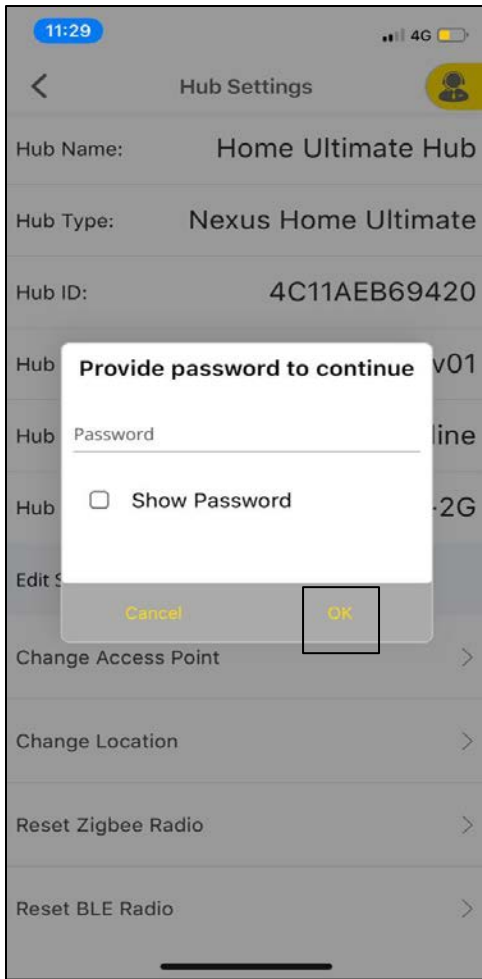 11:29 4G
Hub Settings
Hub Name: Home Ultimate Hub
Hub Type: Nexus Home Ultimate
Hub ID: 4C11AEB69420
Hub v01
Provide password to continue
Hub line
Password
Hub -2G
Show Password
Edit S
Cancel OK
Change Access Point
Change Location
Reset Zigbee Radio
Reset BLE Radio